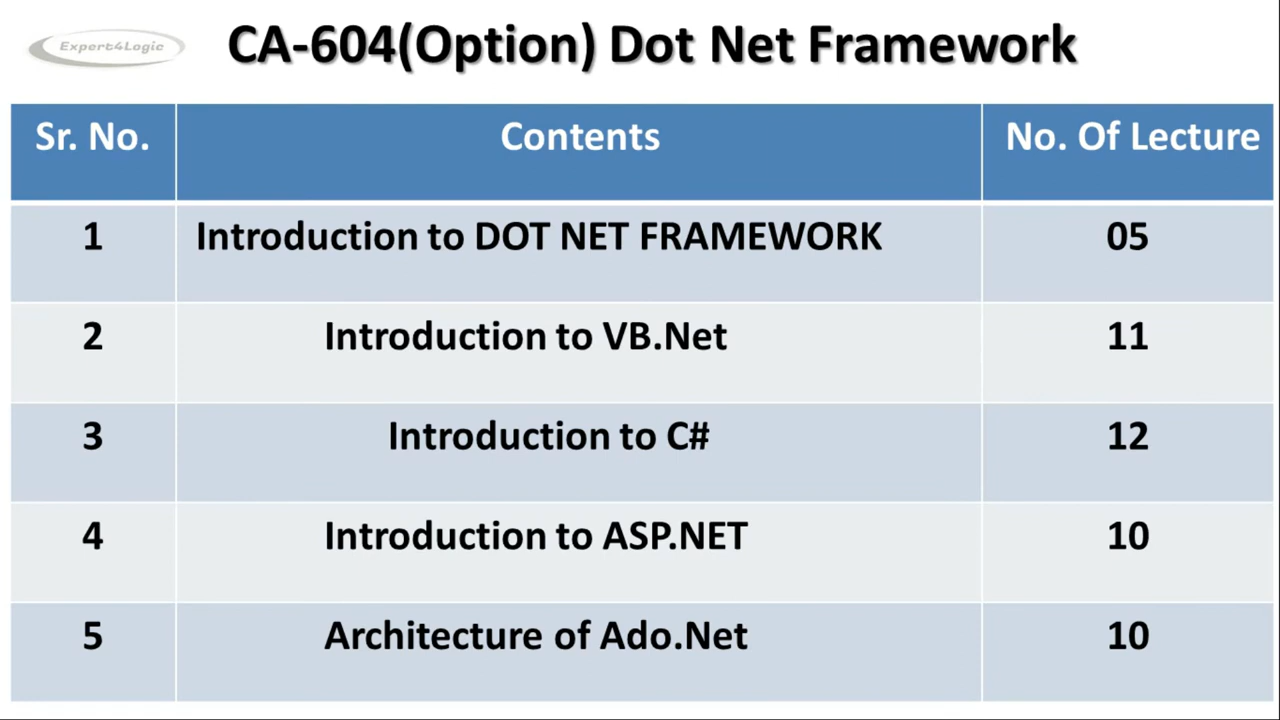 Expert4Logic
CA-604(Option) Dot Net Framework
Sr. No. Contents No. Of Lecture
1 Introduction to DOT NET FRAMEWORK 05
2 Introduction to VB.Net 11
3 Introduction to C# 12
4 Introduction to ASP.NET 10
5 Architecture of Ado.Net 10